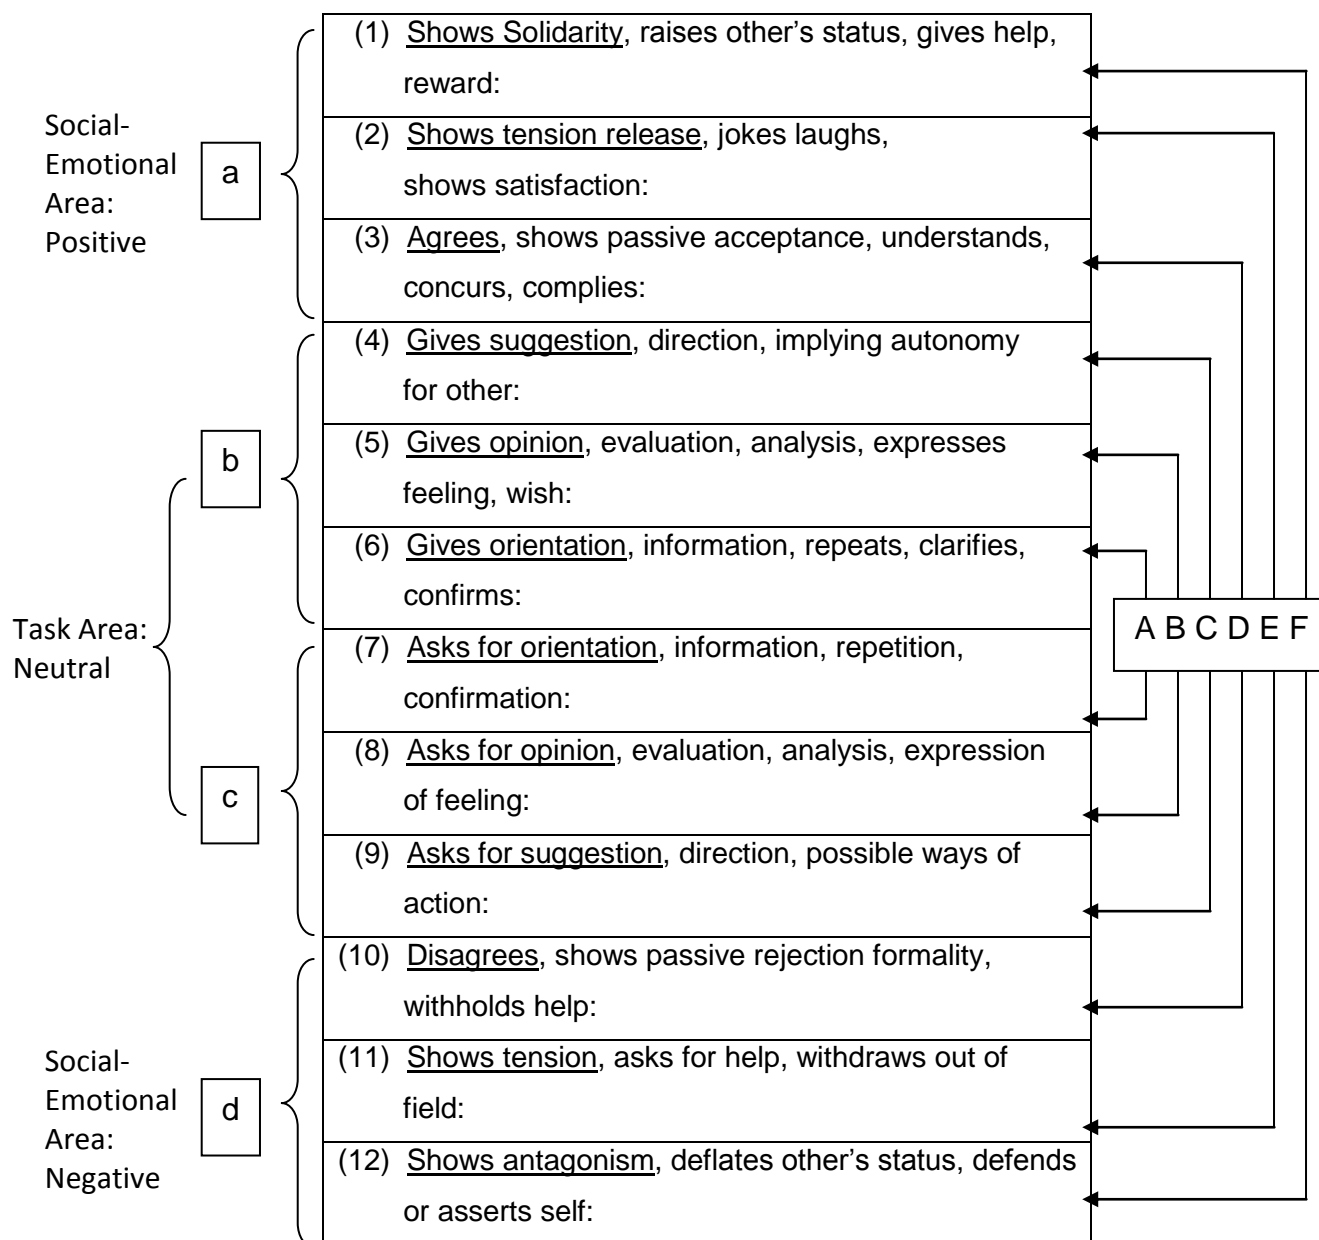 (1) Shows Solidarity, raises other's status, gives help,
reward:
Social-
Emotional
Area:
Positive
a
(2) Shows tension release, jokes laughs,
shows satisfaction:
(3) Agrees, shows passive acceptance, understands,
concurs, complies:
(4) Gives suggestion, direction, implying autonomy
for other:
b
(5) Gives opinion, evaluation, analysis, expresses
feeling, wish:
(6) Gives orientation, information, repeats, clarifies,
confirms:
Task Area:
Neutral
A B C D E F
(7) Asks for orientation, information, repetition,
confirmation:
c
(8) Asks for opinion, evaluation, analysis, expression
of feeling:
(9) Asks for suggestion, direction, possible ways of
action:
(10) Disagrees, shows passive rejection formality,
withholds help:
Social-
Emotional
Area:
Negative
d
(11) Shows tension, asks for help, withdraws out of
field:
(12) Shows antagonism, deflates other's status, defends
or asserts self: